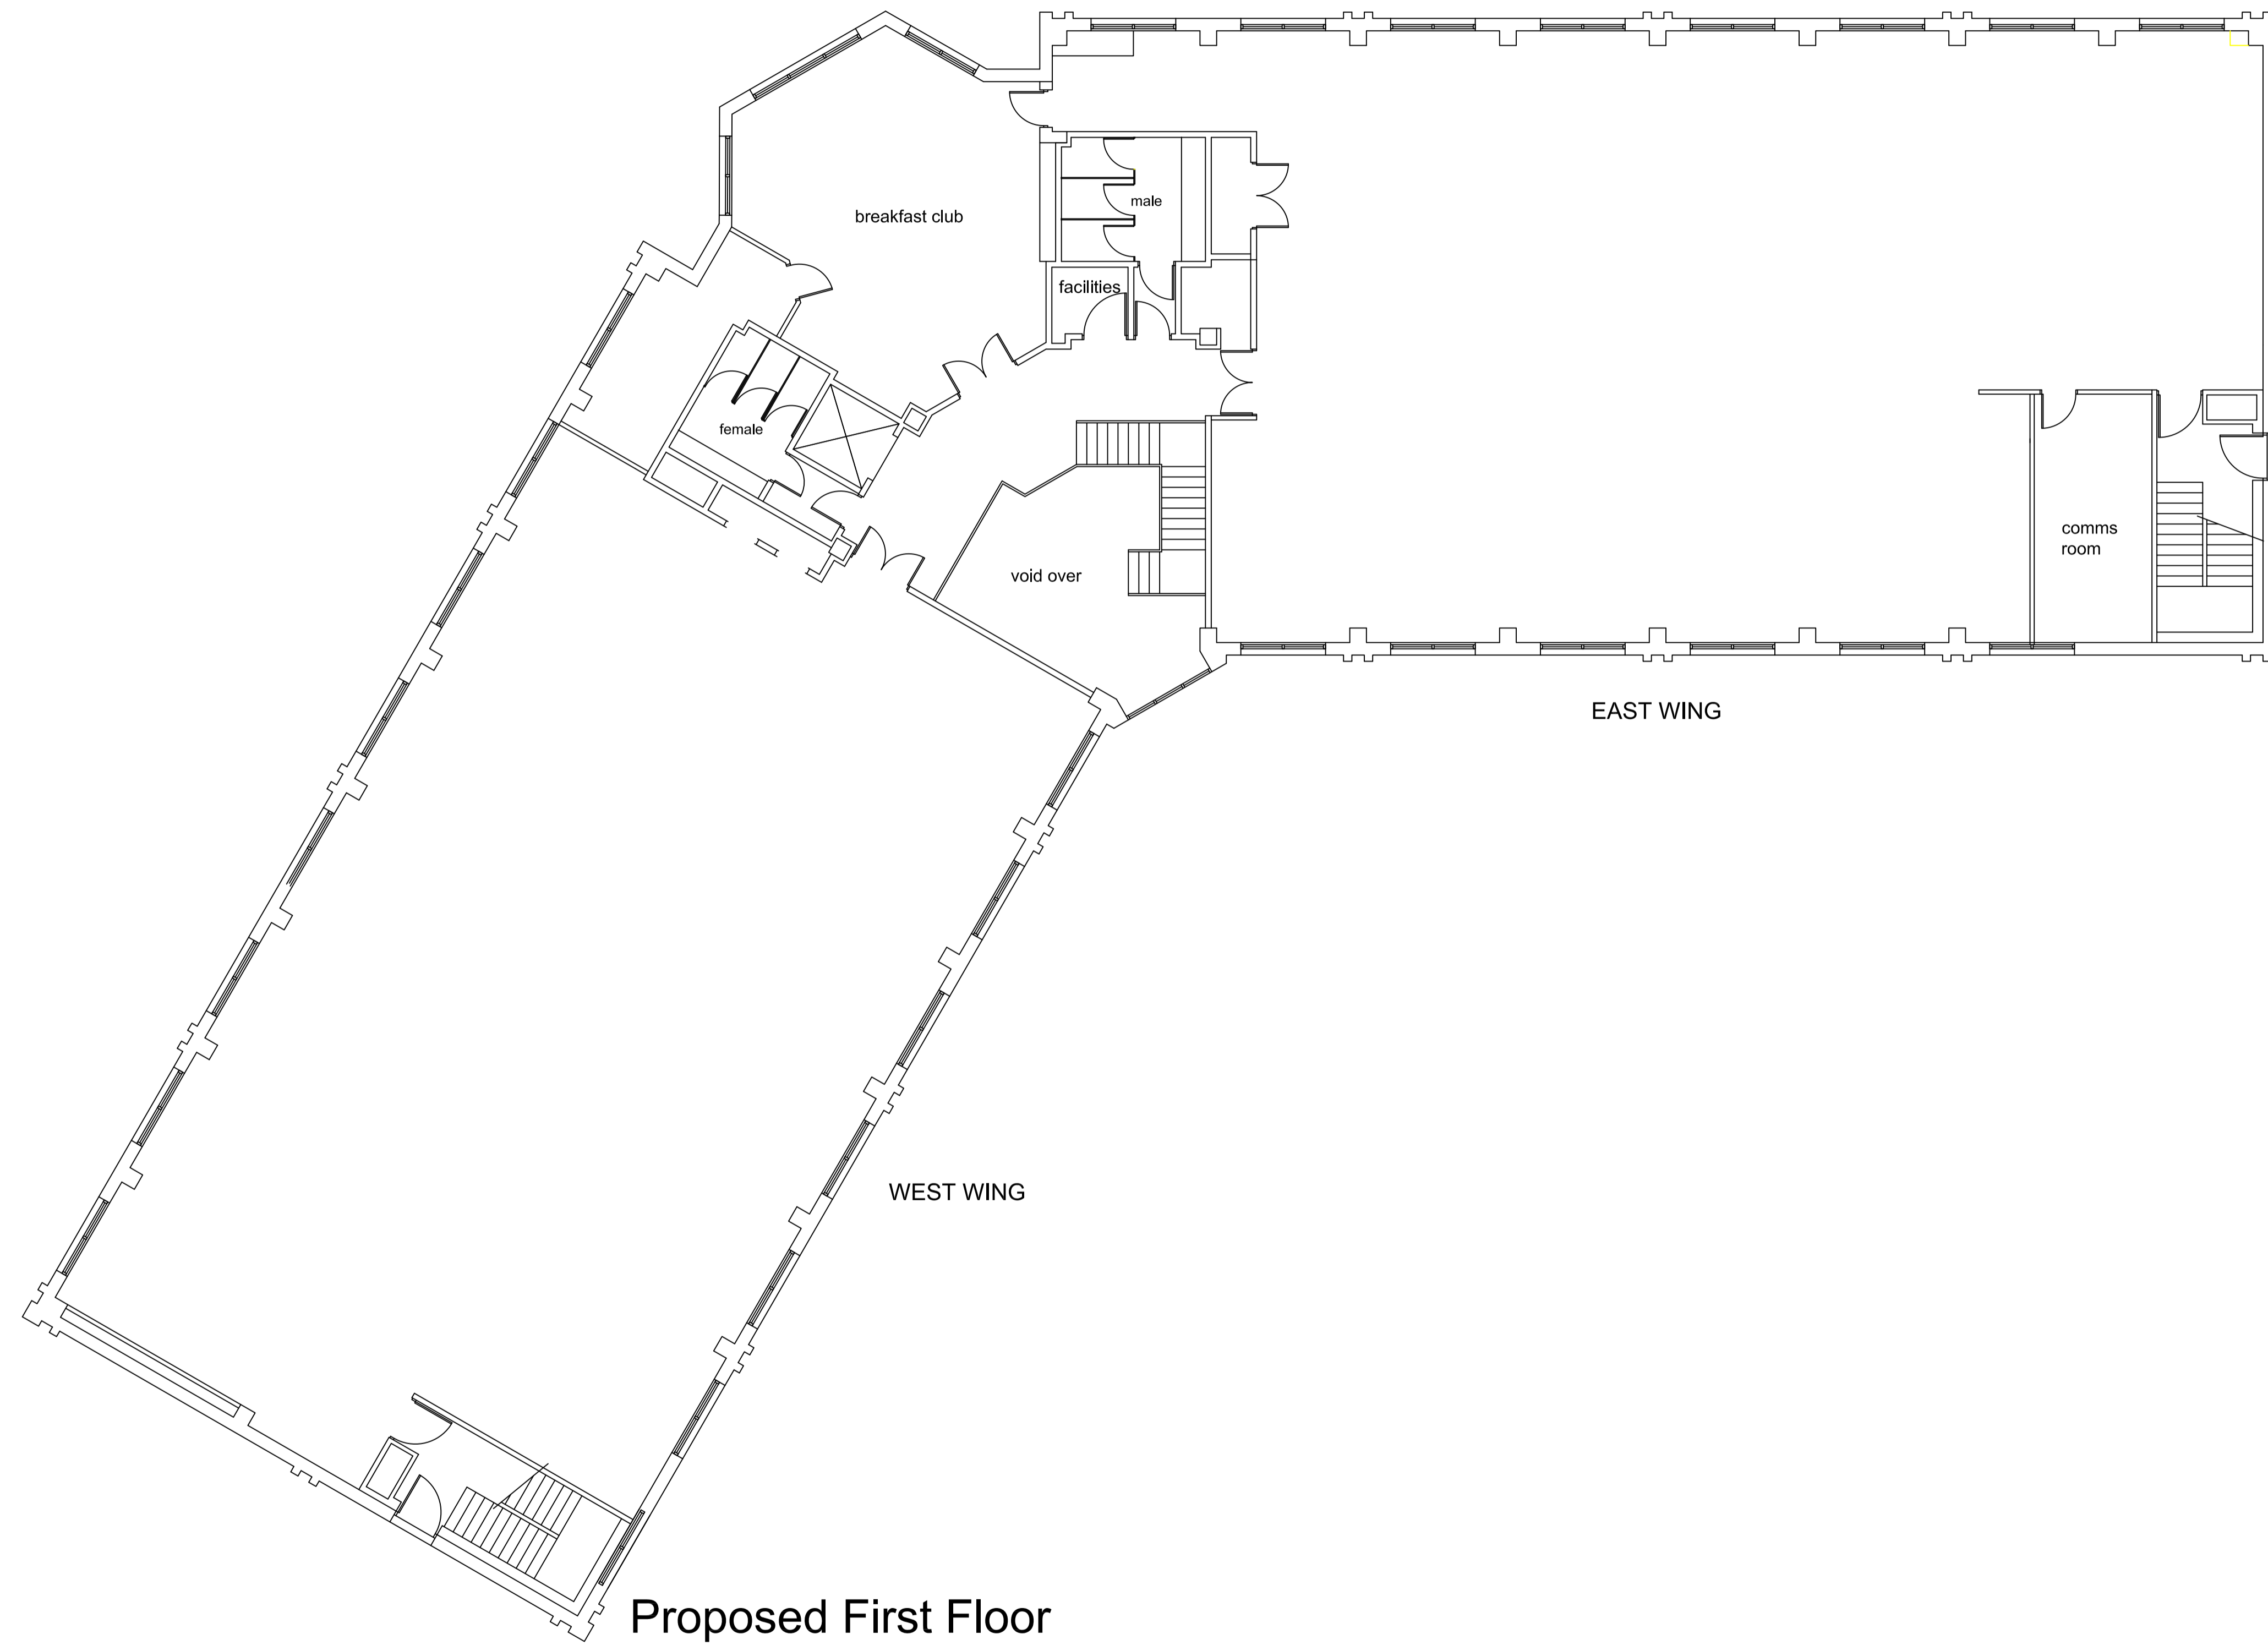 breakfast club
male
facilities
female
void over
comms
room
EAST WING
WEST WING
Proposed First Floor